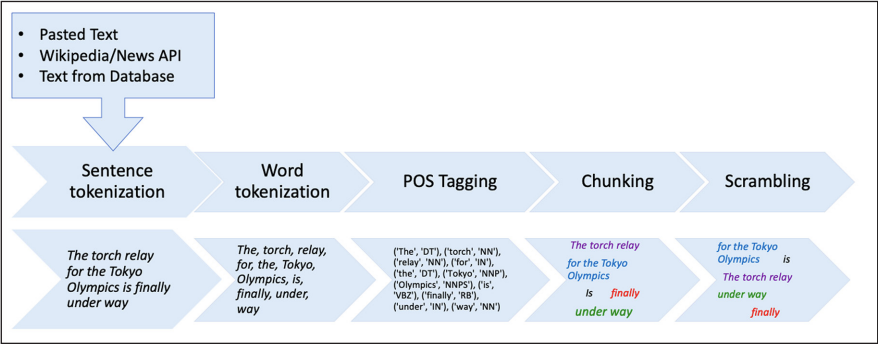 • Pasted Text
• Wikipedia/News API
• Text from Database
Sentence
tokenization
Word
tokenization
POS Tagging
Chunking
Scrambling
The torch relay
for the Tokyo
Olympics is finally
under way
The, torch, relay,
for, the, Tokyo,
Olympics, is,
finally, under,
way
('The', 'DT'), ('torch', 'NN'),
('relay', 'NN'), ('for', 'IN'),
('the', 'DT'), ('Tokyo', 'NNP'),
('Olympics', 'NNPS'), ('is',
'VBZ'), ('finally', 'RB'),
('under', 'IN'), ('way', 'NN')
The torch relay
for the Tokyo
Olympics
Is finally
under way
for the Tokyo
Olympics is
The torch relay
under way
finally